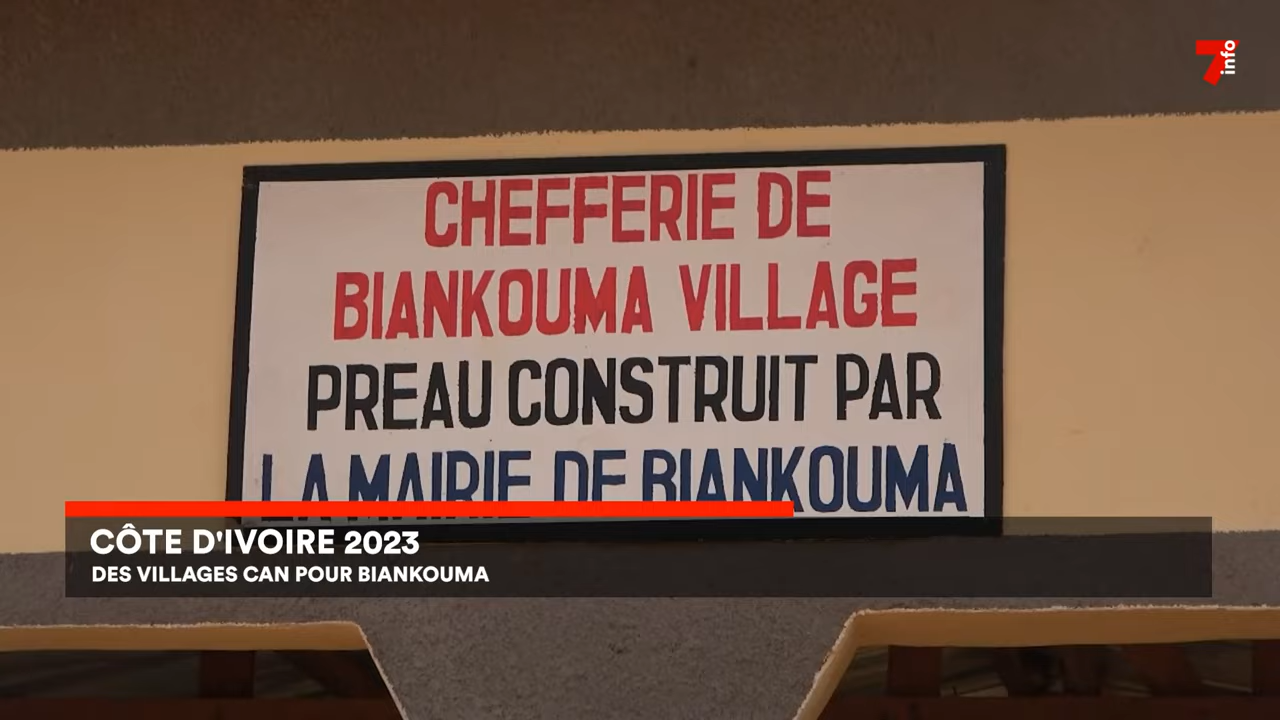 7info
CHEFFERIE DE
BIANKOUMA VILLAGE
PREAU CONSTRUIT PAR
LA MAIRIE DE BIANKOUMA
CÔTE D'IVOIRE 2023
DES VILLAGES CAN POUR BIANKOUMA